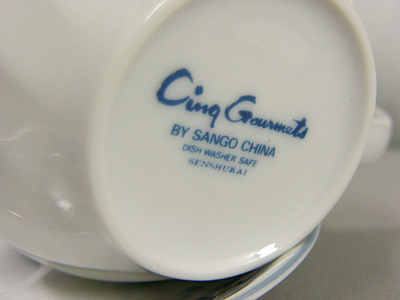 Cinq Gourmets
BY SANGO CHINA
DISH WASHER SAFE
SENSHUKAI